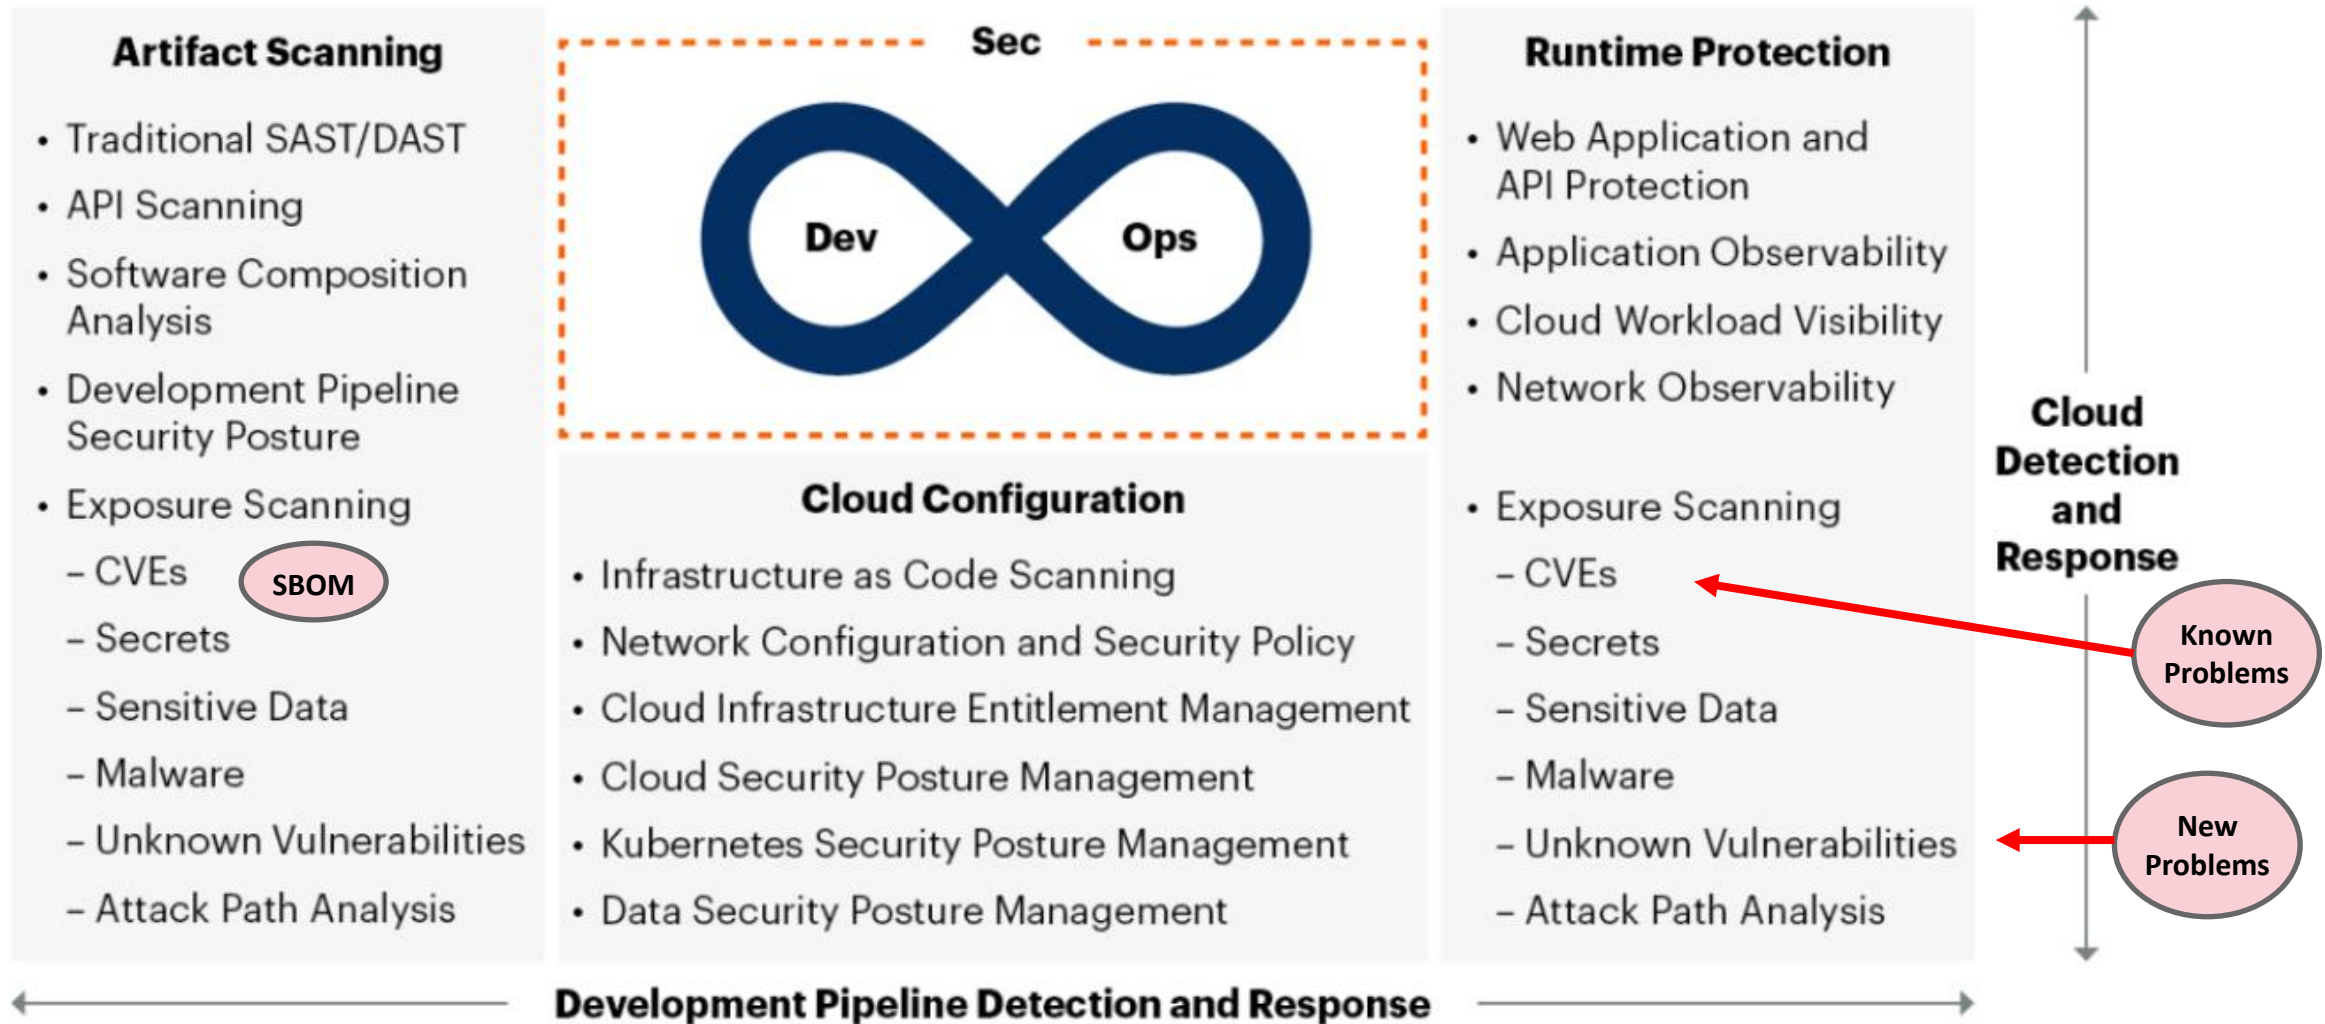 Artifact Scanning
• Traditional SAST/DAST
• API Scanning
• Software Composition
Analysis
• Development Pipeline
Security Posture
• Exposure Scanning
– CVEs
SBOM
– Secrets
– Sensitive Data
– Malware
– Unknown Vulnerabilities
– Attack Path Analysis
Sec
Dev
Ops
Cloud Configuration
• Infrastructure as Code Scanning
• Network Configuration and Security Policy
• Cloud Infrastructure Entitlement Management
• Cloud Security Posture Management
• Kubernetes Security Posture Management
• Data Security Posture Management
Runtime Protection
• Web Application and
API Protection
• Application Observability
• Cloud Workload Visibility
• Network Observability
• Exposure Scanning
– CVEs
– Secrets
– Sensitive Data
– Malware
– Unknown Vulnerabilities
– Attack Path Analysis
Cloud
Detection
and
Response
Known
Problems
New
Problems
Development Pipeline Detection and Response